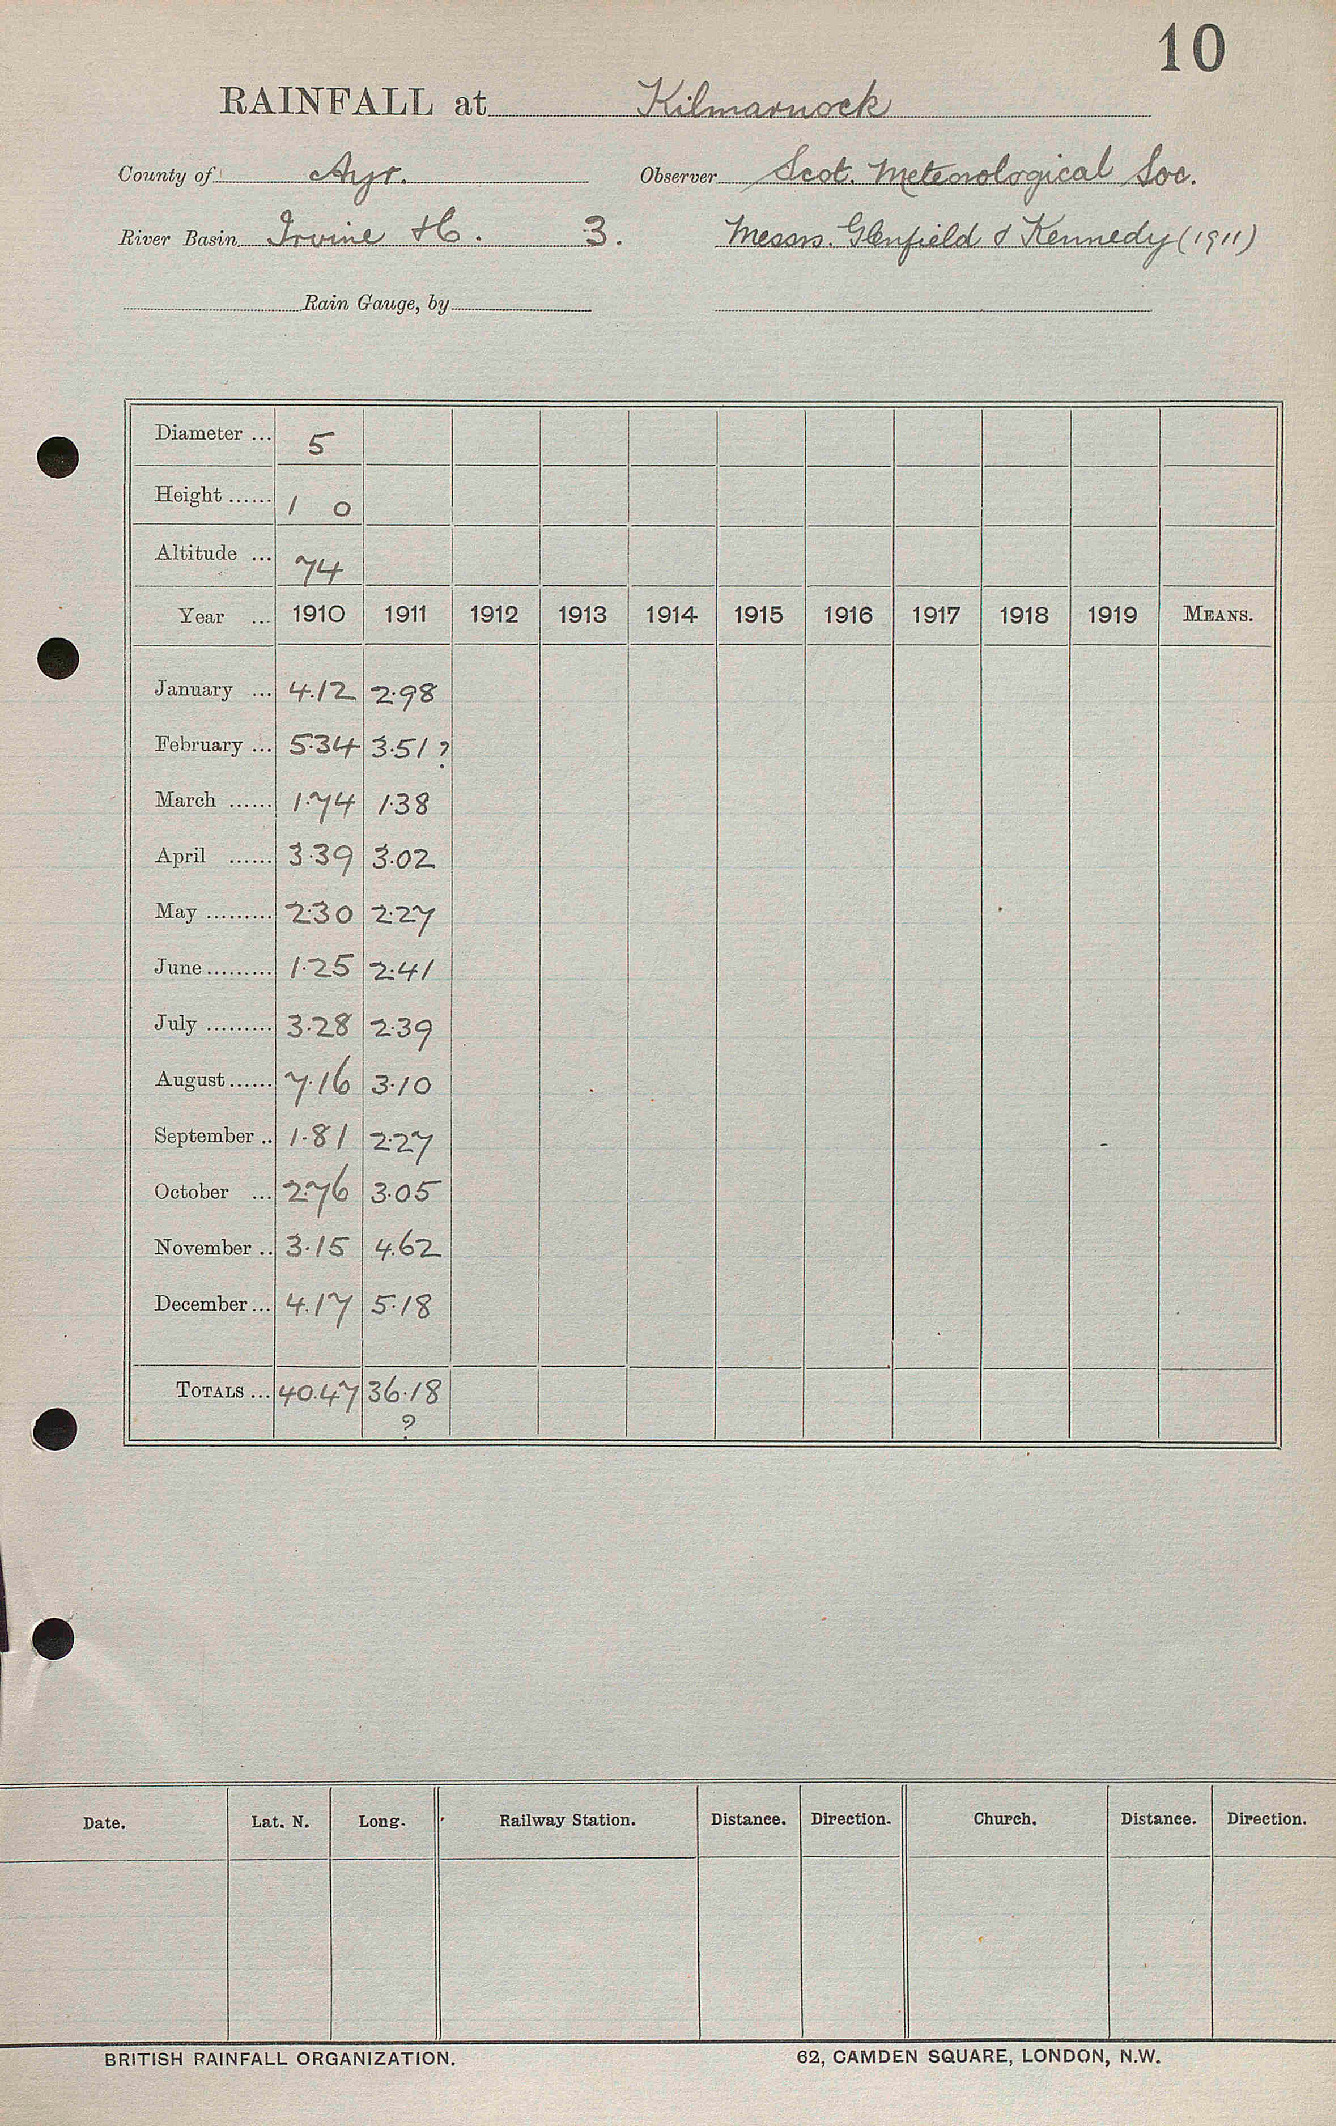 10
RAINFALL at Kilmarnock
County of Ayr. Observer Scot. Meteorological Soc.
River Basin Irvine &c. 3. Messrs. Glenfield & Kennedy (1911)
Rain Gauge, by
Diameter ... 5
Height ...... 1 0
Altitude ... 74
Year ... 1910 1911 1912 1913 1914 1915 1916 1917 1918 1919 MEANS.
January ... 4.12 2.98
February ... 5.34 3.51 ?
March ...... 1.74 1.38
April ...... 3.39 3.02
May ......... 2.30 2.27
June ......... 1.25 2.41
July ......... 3.28 2.39
August ...... 7.16 3.10
September .. 1.81 2.27
October ... 2.76 3.05
November .. 3.15 4.62
December ... 4.17 5.18
TOTALS ... 40.47 36.18
?
Date. Lat. N. Long. Railway Station. Distance. Direction. Church. Distance. Direction.
BRITISH RAINFALL ORGANIZATION. 62, CAMDEN SQUARE, LONDON, N.W.